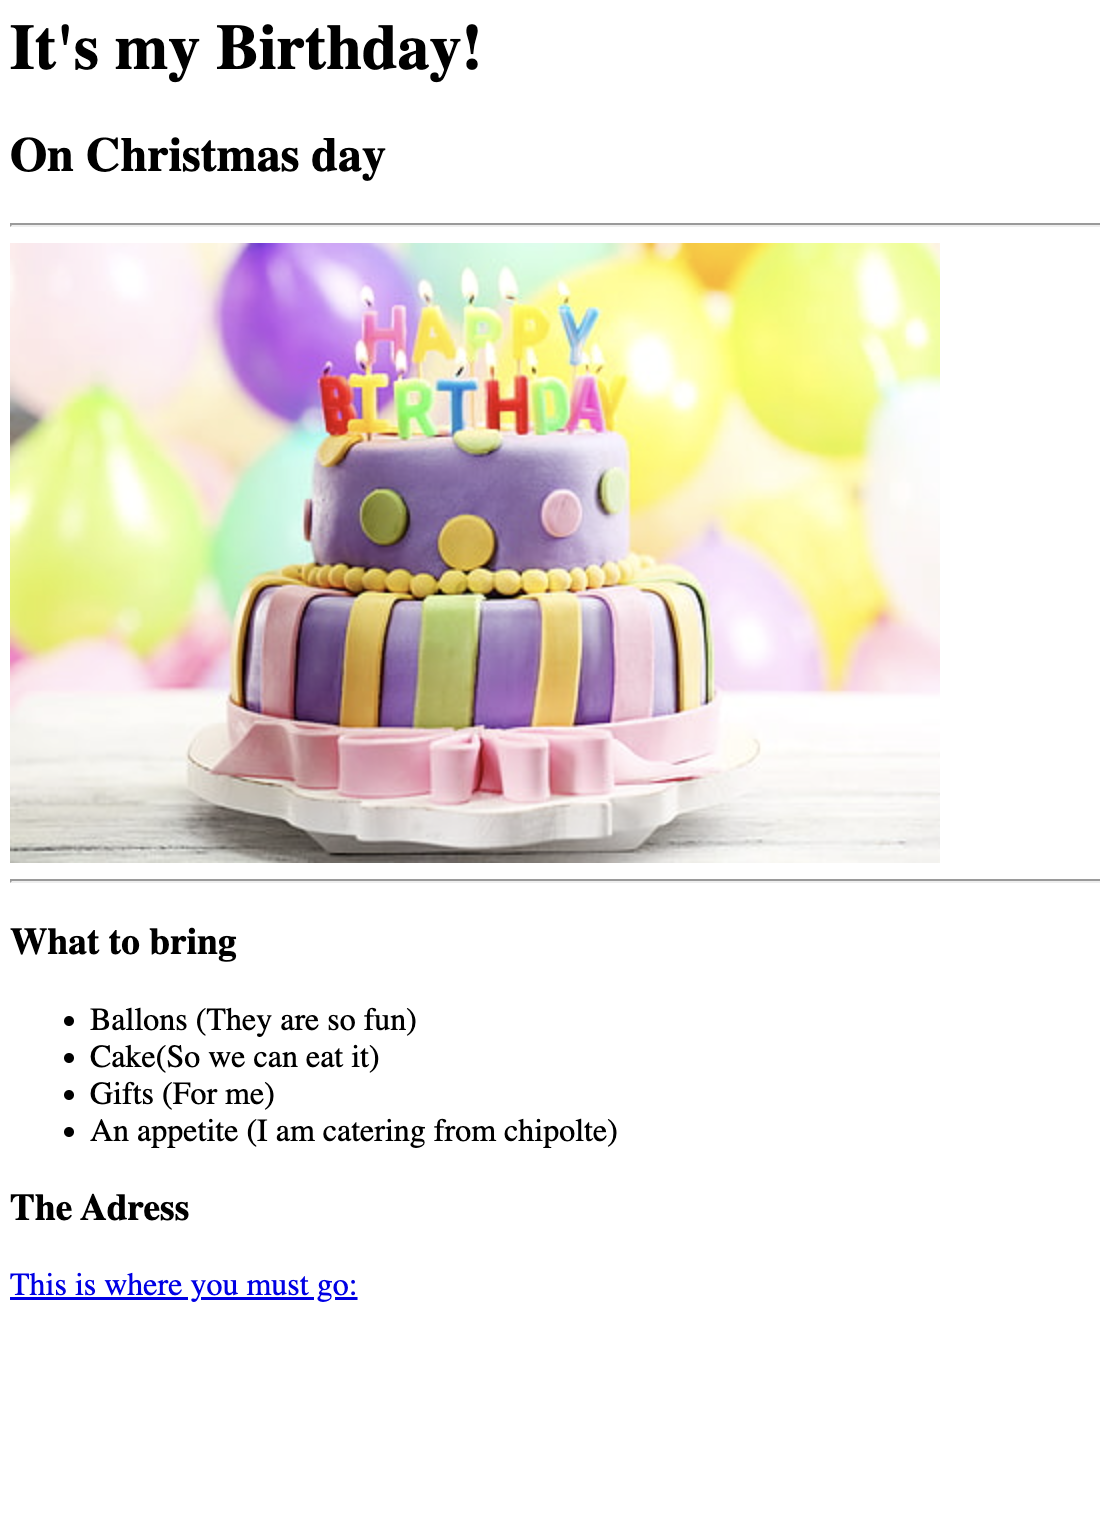 It's my Birthday!
On Christmas day
HAPPY
BIRTHDAY
What to bring
Ballons (They are so fun)
Cake(So we can eat it)
Gifts (For me)
An appetite (I am catering from chipolte)
The Adress
This is where you must go: